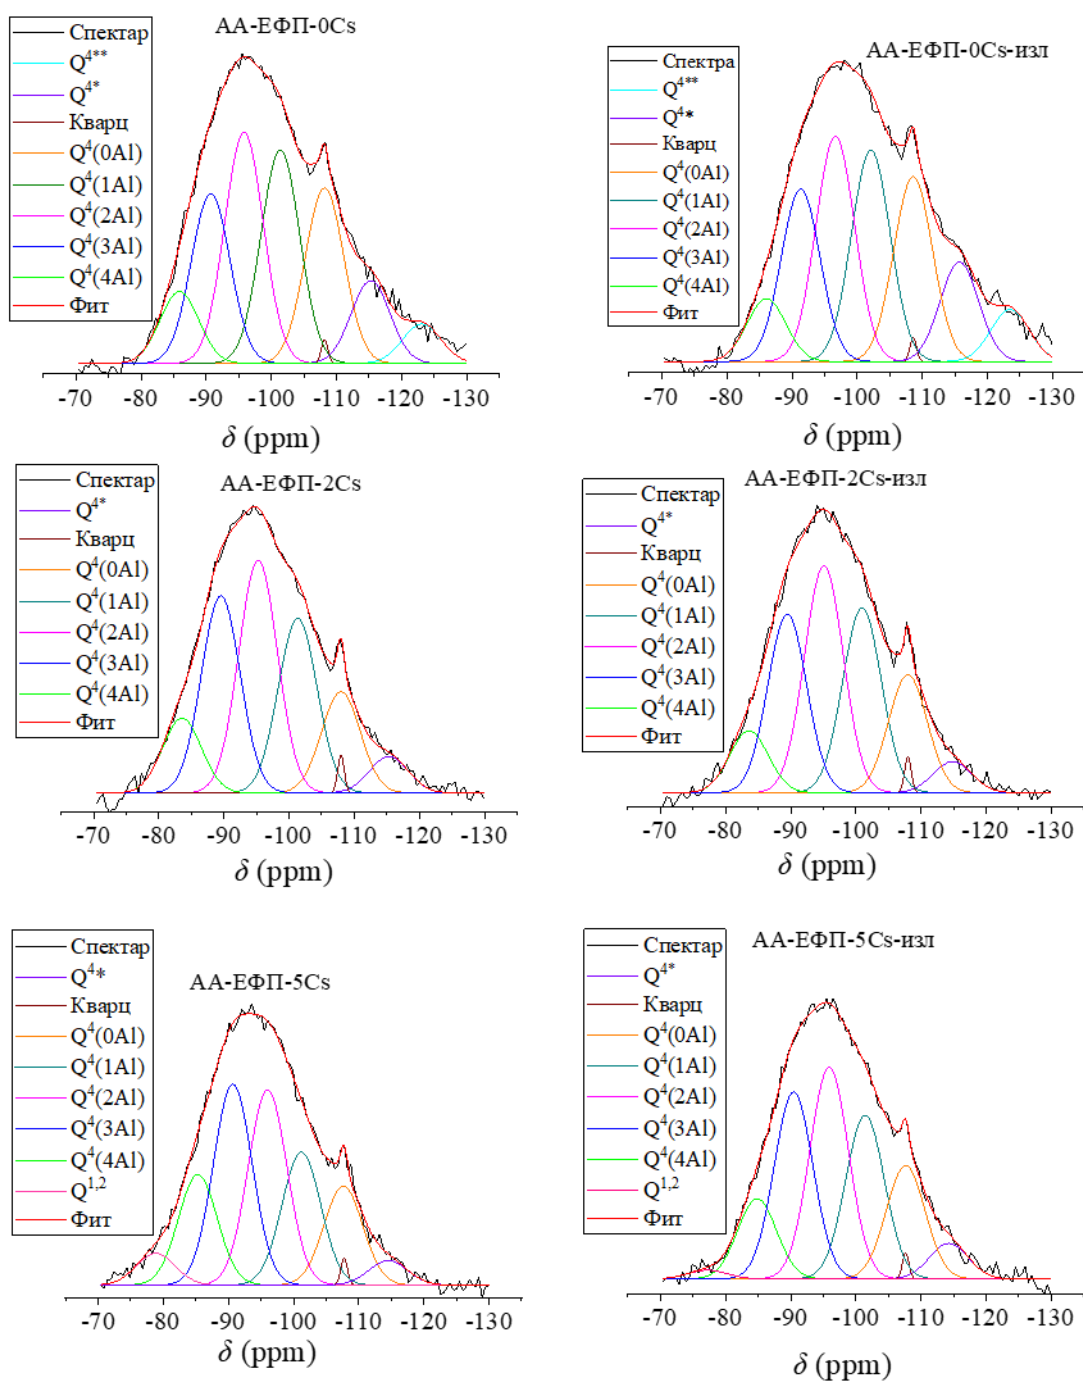 АА-ЕФП-0Cs
Спектар
Q4**
Q4*
Кварц
Q4(0Al)
Q4(1Al)
Q4(2Al)
Q4(3Al)
Q4(4Al)
Фит
-70 -80 -90 -100 -110 -120 -130
δ (ppm)
АА-ЕФП-0Cs-изл
Спектра
Q4**
Q4*
Кварц
Q4(0Al)
Q4(1Al)
Q4(2Al)
Q4(3Al)
Q4(4Al)
Фит
-70 -80 -90 -100 -110 -120 -130
δ (ppm)
АА-ЕФП-2Cs
Спектар
Q4*
Кварц
Q4(0Al)
Q4(1Al)
Q4(2Al)
Q4(3Al)
Q4(4Al)
Фит
-70 -80 -90 -100 -110 -120 -130
δ (ppm)
АА-ЕФП-2Cs-изл
Спектар
Q4*
Кварц
Q4(0Al)
Q4(1Al)
Q4(2Al)
Q4(3Al)
Q4(4Al)
Фит
-70 -80 -90 -100 -110 -120 -130
δ (ppm)
АА-ЕФП-5Cs
Спектар
Q4*
Кварц
Q4(0Al)
Q4(1Al)
Q4(2Al)
Q4(3Al)
Q4(4Al)
Q1,2
Фит
-70 -80 -90 -100 -110 -120 -130
δ (ppm)
АА-ЕФП-5Cs-изл
Спектар
Q4*
Кварц
Q4(0Al)
Q4(1Al)
Q4(2Al)
Q4(3Al)
Q4(4Al)
Q1,2
Фит
-70 -80 -90 -100 -110 -120 -130
δ (ppm)